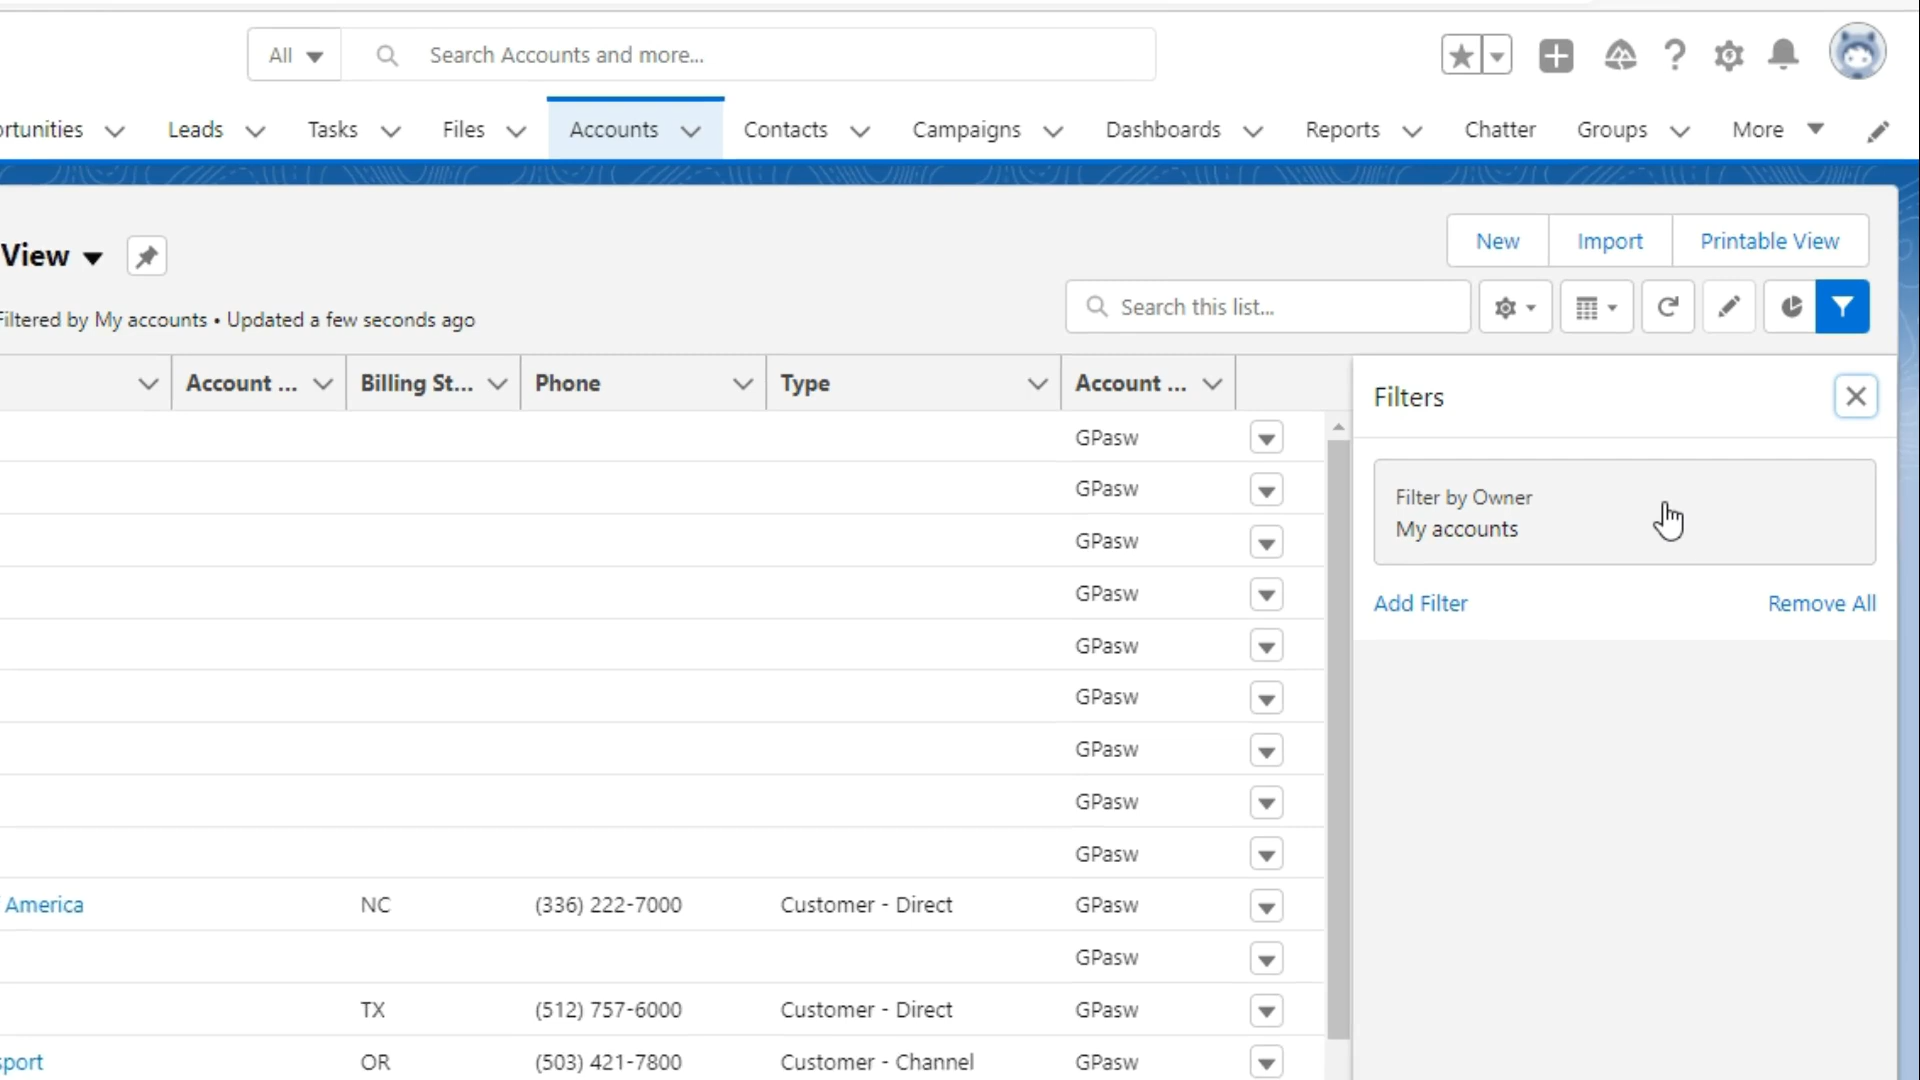 All
Search Accounts and more...
ortunities Leads Tasks Files Accounts Contacts Campaigns Dashboards Reports Chatter Groups More
View
New Import Printable View
Filtered by My accounts • Updated a few seconds ago
Search this list...
Account ... Billing St... Phone Type Account ...
Filters
GPasw
Filter by Owner
GPasw
My accounts
GPasw
GPasw
Add Filter Remove All
GPasw
GPasw
GPasw
GPasw
GPasw
America NC (336) 222-7000 Customer - Direct GPasw
GPasw
TX (512) 757-6000 Customer - Direct GPasw
sport OR (503) 421-7800 Customer - Channel GPasw